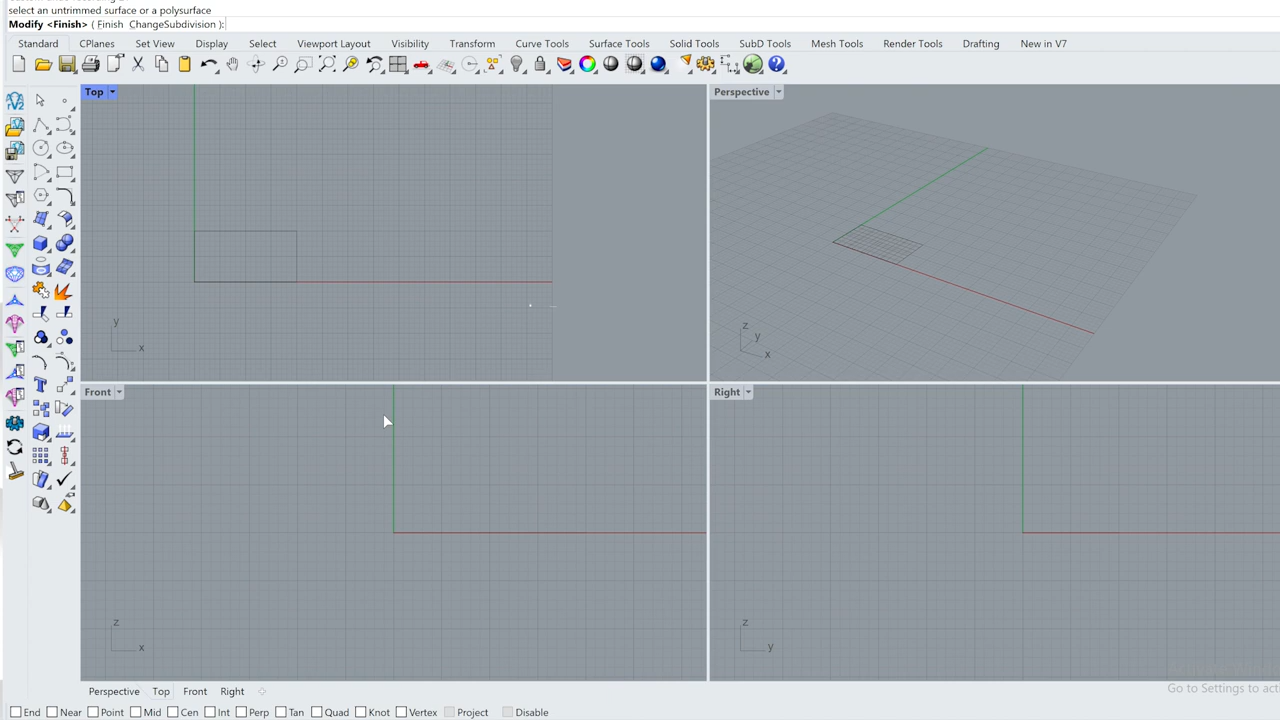 select an untrimmed surface or a polysurface
Modify <Finish> ( Finish ChangeSubdivision ):
Standard CPlanes Set View Display Select Viewport Layout Visibility Transform Curve Tools Surface Tools Solid Tools SubD Tools Mesh Tools Render Tools Drafting New in V7
Top Perspective
y
x
z
y
x
Front Right
z
x
z
y
Go to Settings to acti
Perspective Top Front Right
End Near Point Mid Cen Int Perp Tan Quad Knot Vertex Project Disable